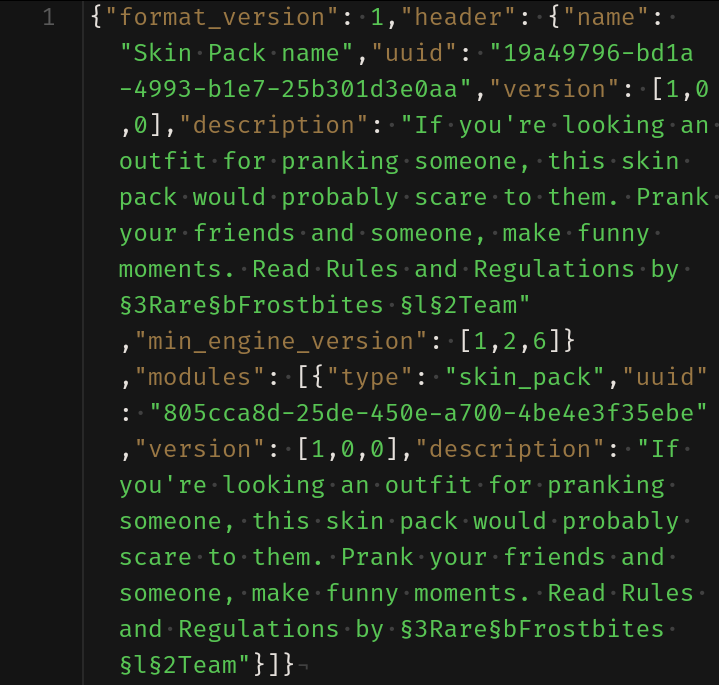 1 {"format_version": 1,"header": {"name":
"Skin Pack name","uuid": "19a49796-bd1a
-4993-b1e7-25b301d3e0aa","version": [1,0
,0],"description": "If you're looking an
outfit for pranking someone, this skin
pack would probably scare to them. Prank
your friends and someone, make funny
moments. Read Rules and Regulations by
§3Rare§bFrostbites §l§2Team"
,"min_engine_version": [1,2,6]}
,"modules": [{"type": "skin_pack","uuid"
: "805cca8d-25de-450e-a700-4be4e3f35ebe"
,"version": [1,0,0],"description": "If
you're looking an outfit for pranking
someone, this skin pack would probably
scare to them. Prank your friends and
someone, make funny moments. Read Rules
and Regulations by §3Rare§bFrostbites
§l§2Team"}]}¬